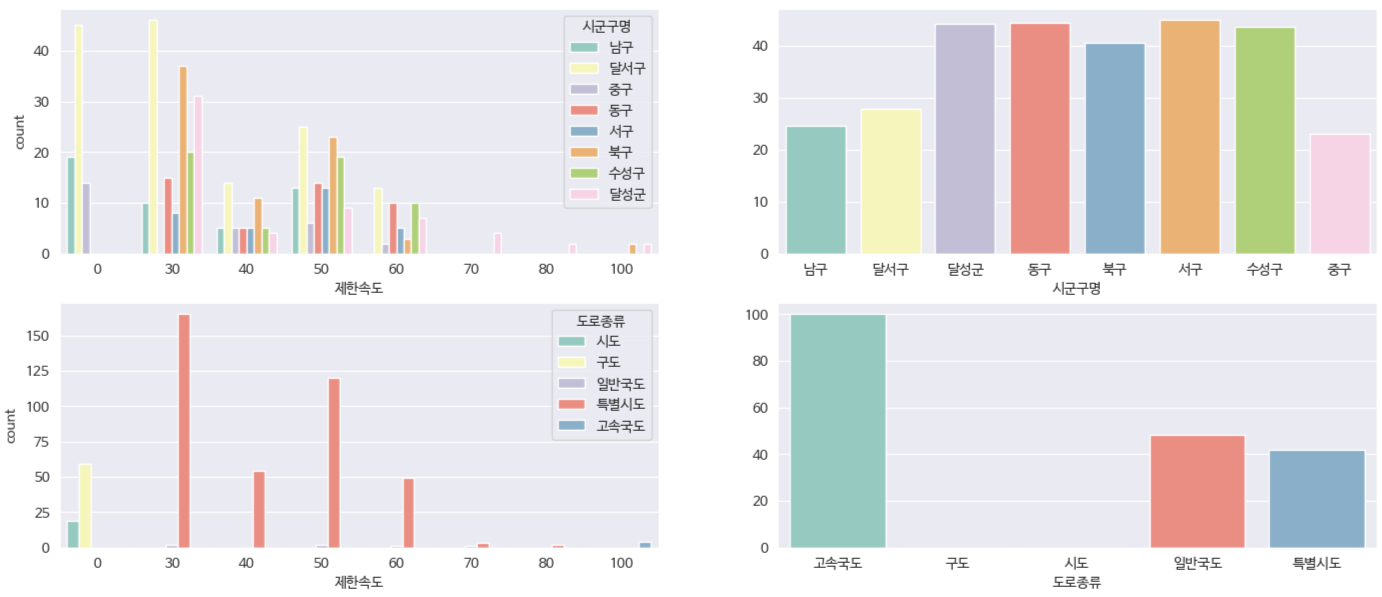 count
40
30
20
10
0
0 30 40 50 60 70 80 100
제한속도
시군구명
남구
달서구
중구
동구
서구
북구
수성구
달성군
40
30
20
10
0
남구 달서구 달성군 동구 북구 서구 수성구 중구
시군구명
count
150
125
100
75
50
25
0
0 30 40 50 60 70 80 100
제한속도
도로종류
시도
구도
일반국도
특별시도
고속국도
100
80
60
40
20
0
고속국도 구도 시도 일반국도 특별시도
도로종류